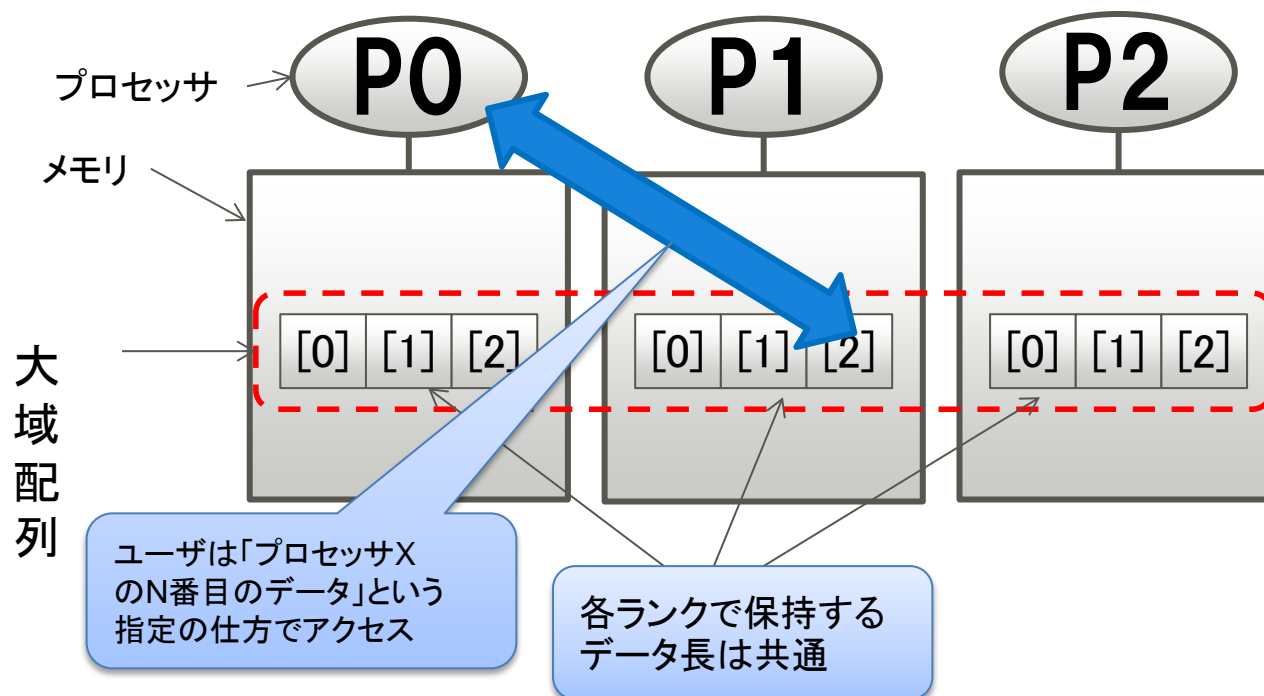 P0
P1
P2
プロセッサ
メモリ
大域配列
[0] [1] [2]
[0] [1] [2]
[0] [1] [2]
ユーザは「プロセッサX
のN番目のデータ」という
指定の仕方でアクセス
各ランクで保持する
データ長は共通